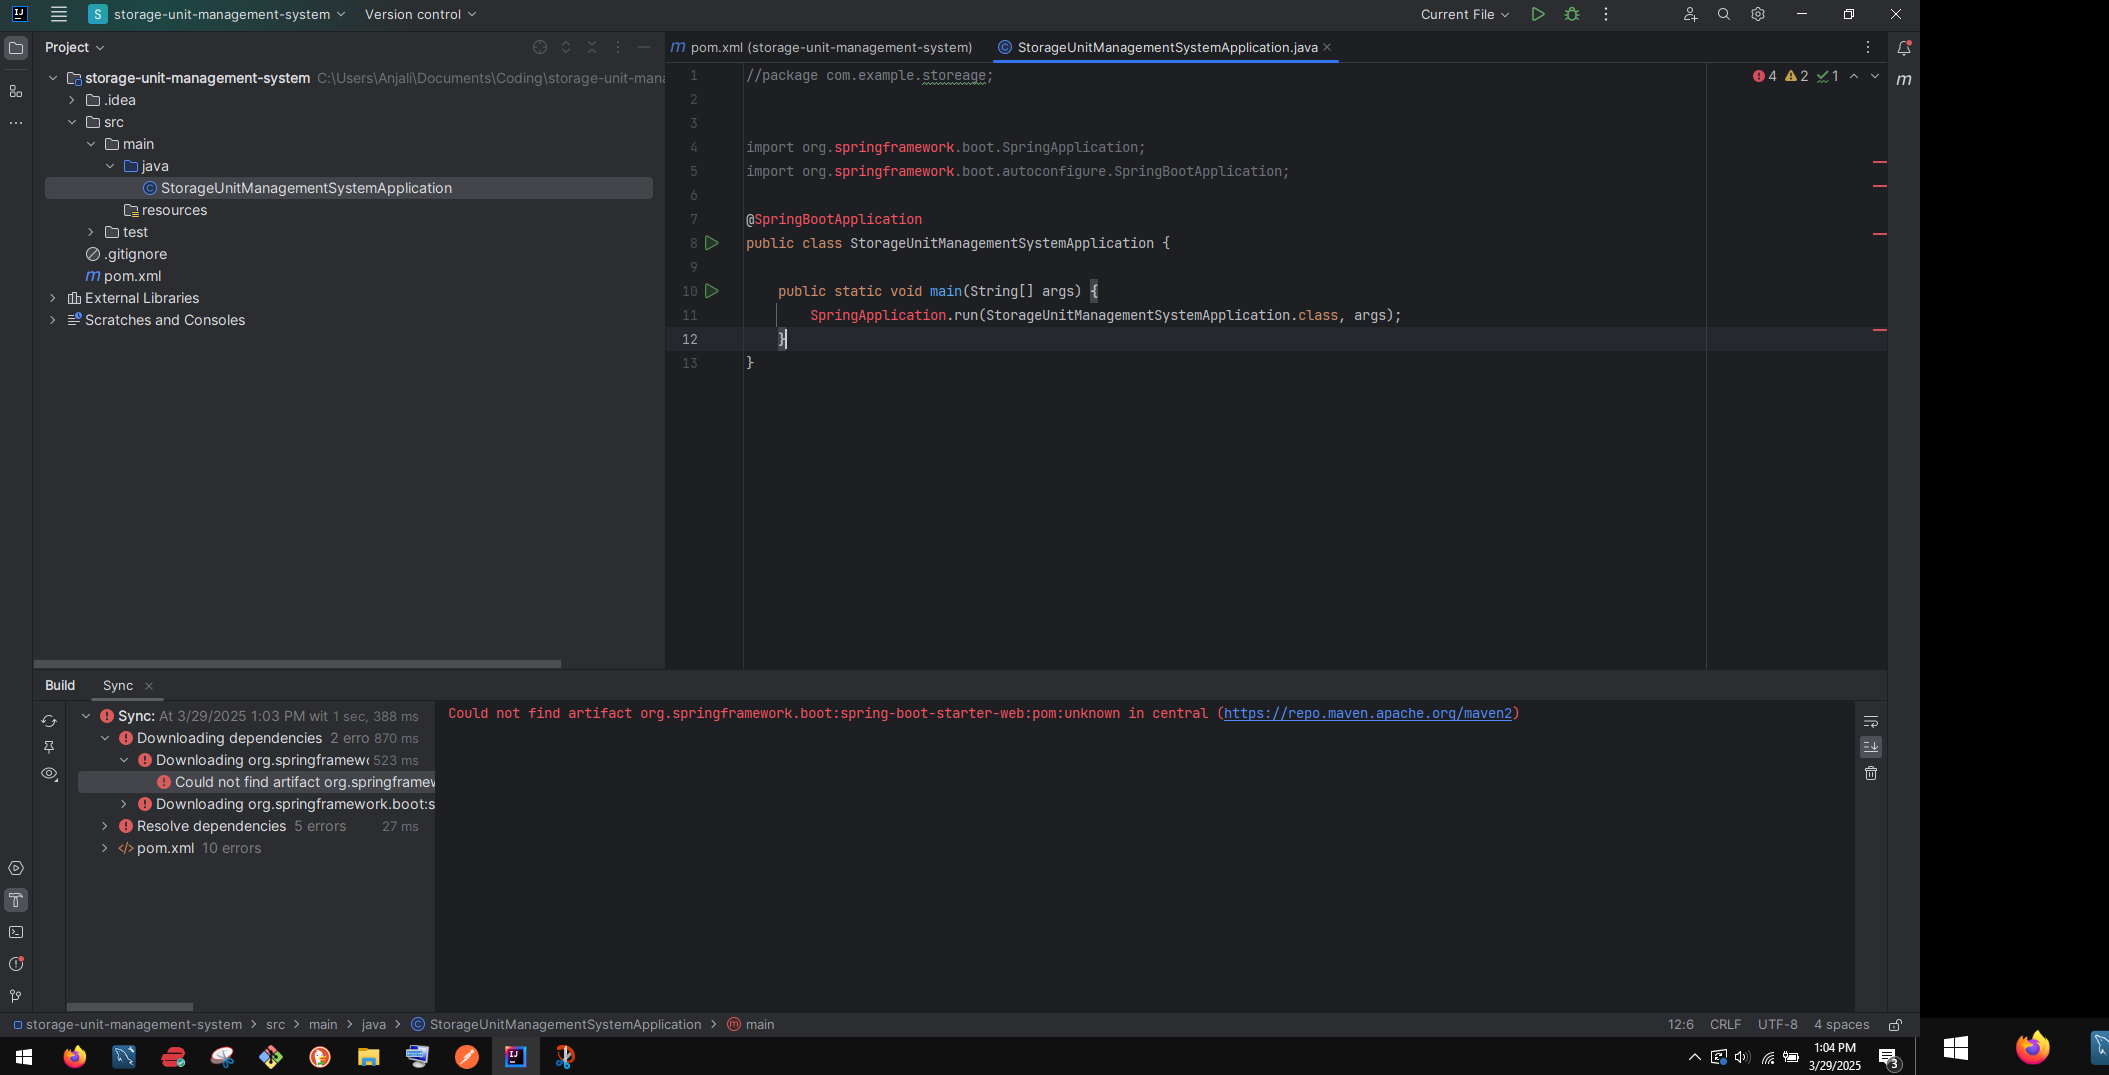 storage-unit-management-system Version control Current File
Project
pom.xml (storage-unit-management-system) StorageUnitManagementSystemApplication.java
storage-unit-management-system C:\Users\Anjali\Documents\Coding\storage-unit-mana
.idea
src
main
java
StorageUnitManagementSystemApplication
resources
test
.gitignore
pom.xml
External Libraries
Scratches and Consoles
4 2 1
1 //package com.example.storeage;
2
3
4 import org.springframework.boot.SpringApplication;
5 import org.springframework.boot.autoconfigure.SpringBootApplication;
6
7 @SpringBootApplication
8 public class StorageUnitManagementSystemApplication {
9
10 public static void main(String[] args) {
11 SpringApplication.run(StorageUnitManagementSystemApplication.class, args);
12 }
13 }
Build Sync
Sync: At 3/29/2025 1:03 PM wit 1 sec, 388 ms
Downloading dependencies 2 erro 870 ms
Downloading org.springframewo 523 ms
Could not find artifact org.springframew
Downloading org.springframework.boot:s
Resolve dependencies 5 errors 27 ms
pom.xml 10 errors
Could not find artifact org.springframework.boot:spring-boot-starter-web:pom:unknown in central (https://repo.maven.apache.org/maven2)
storage-unit-management-system > src > main > java > StorageUnitManagementSystemApplication > main
12:6 CRLF UTF-8 4 spaces
1:04 PM
3/29/2025
3